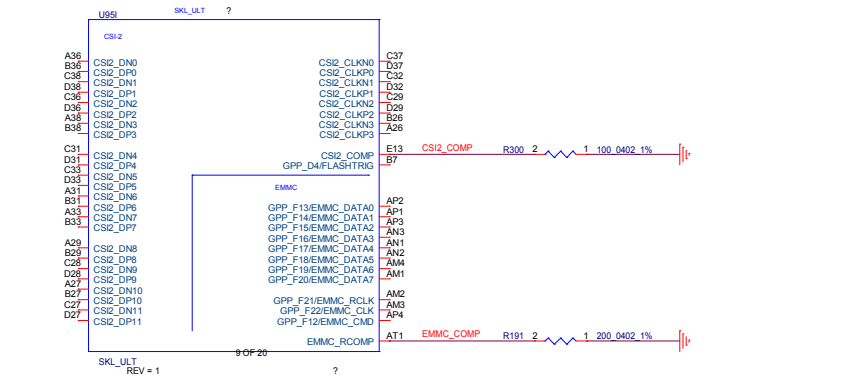 U95I SKL_ULT ?
CSI-2
A36 CSI2_DN0 CSI2_CLKN0 C37
B36 CSI2_DP0 CSI2_CLKP0 D37
C38 CSI2_DN1 CSI2_CLKN1 C32
D38 CSI2_DP1 CSI2_CLKP1 D32
C36 CSI2_DN2 CSI2_CLKN2 C29
D36 CSI2_DP2 CSI2_CLKP2 D29
A38 CSI2_DN3 CSI2_CLKN3 B26
B38 CSI2_DP3 CSI2_CLKP3 A26
C31 CSI2_DN4 CSI2_COMP E13 CSI2_COMP R300 2 1 100_0402_1%
D31 CSI2_DP4 GPP_D4/FLASHTRIG B7
C33 CSI2_DN5
D33 CSI2_DP5 EMMC
A31 CSI2_DN6
B31 CSI2_DP6 GPP_F13/EMMC_DATA0 AP2
A33 CSI2_DN7 GPP_F14/EMMC_DATA1 AP1
B33 CSI2_DP7 GPP_F15/EMMC_DATA2 AP3
GPP_F16/EMMC_DATA3 AN3
A29 CSI2_DN8 GPP_F17/EMMC_DATA4 AN1
B29 CSI2_DP8 GPP_F18/EMMC_DATA5 AN2
C28 CSI2_DN9 GPP_F19/EMMC_DATA6 AM4
D28 CSI2_DP9 GPP_F20/EMMC_DATA7 AM1
A27 CSI2_DN10
B27 CSI2_DP10 GPP_F21/EMMC_RCLK AM2
C27 CSI2_DN11 GPP_F22/EMMC_CLK AM3
D27 CSI2_DP11 GPP_F12/EMMC_CMD AP4
EMMC_RCOMP AT1 EMMC_COMP R191 2 1 200_0402_1%
9 OF 20
SKL_ULT
REV = 1 ?